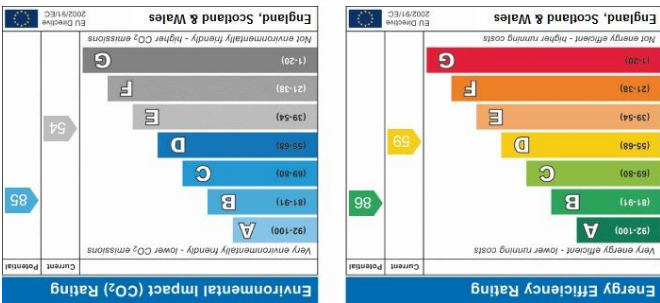 Energy Efficiency Rating
Current Potential
Very energy efficient - lower running costs
(92-100) A
(81-91) B
(69-80) C
(55-68) D
(39-54) E
(21-38) F
(1-20) G
59
86
Not energy efficient - higher running costs
England, Scotland & Wales
EU Directive
2002/91/EC
Environmental Impact (CO₂) Rating
Current Potential
Very environmentally friendly - lower CO₂ emissions
(92-100) A
(81-91) B
(69-80) C
(55-68) D
(39-54) E
(21-38) F
(1-20) G
54
85
Not environmentally friendly - higher CO₂ emissions
England, Scotland & Wales
EU Directive
2002/91/EC